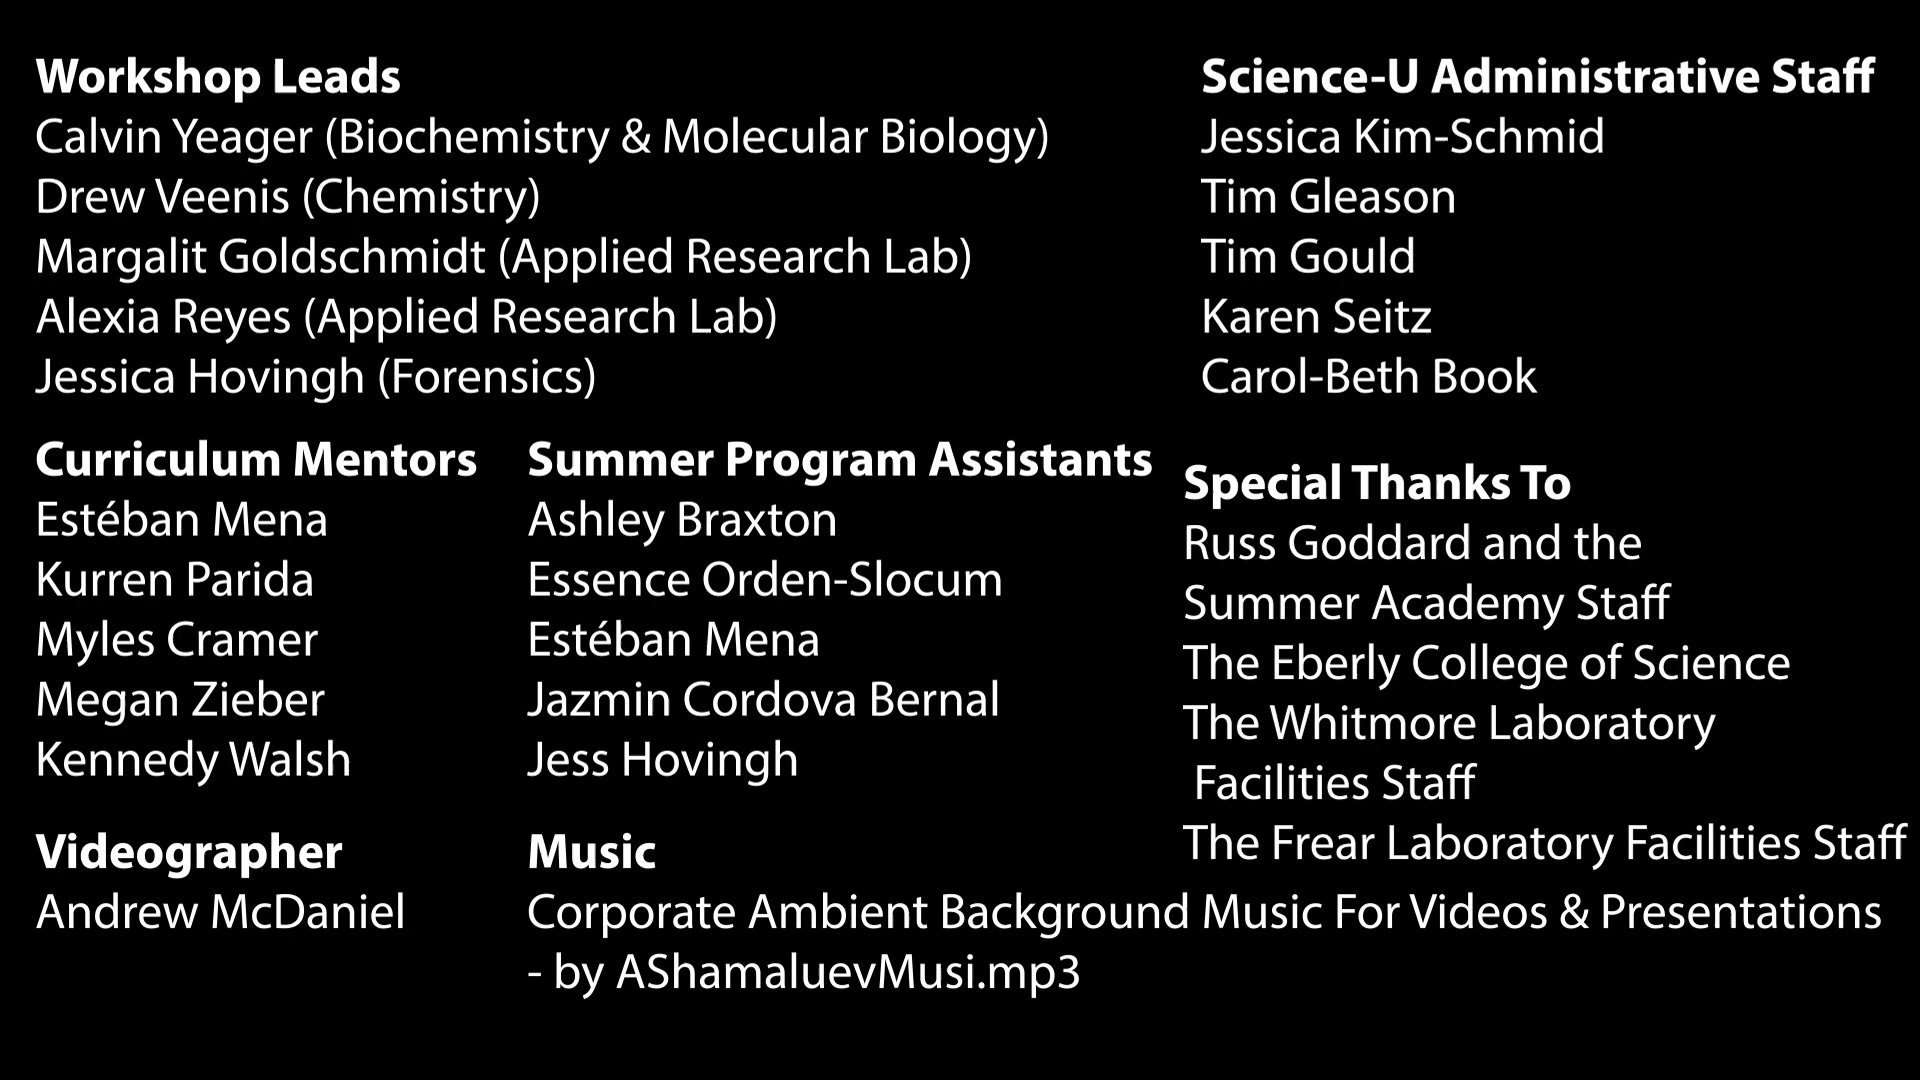 Workshop Leads
Calvin Yeager (Biochemistry & Molecular Biology)
Drew Veenis (Chemistry)
Margalit Goldschmidt (Applied Research Lab)
Alexia Reyes (Applied Research Lab)
Jessica Hovingh (Forensics)
Science-U Administrative Staff
Jessica Kim-Schmid
Tim Gleason
Tim Gould
Karen Seitz
Carol-Beth Book
Curriculum Mentors
Estéban Mena
Kurren Parida
Myles Cramer
Megan Zieber
Kennedy Walsh
Summer Program Assistants
Ashley Braxton
Essence Orden-Slocum
Estéban Mena
Jazmin Cordova Bernal
Jess Hovingh
Special Thanks To
Russ Goddard and the
Summer Academy Staff
The Eberly College of Science
The Whitmore Laboratory
Facilities Staff
The Frear Laboratory Facilities Staff
Videographer
Andrew McDaniel
Music
Corporate Ambient Background Music For Videos & Presentations
- by AShamaluevMusi.mp3